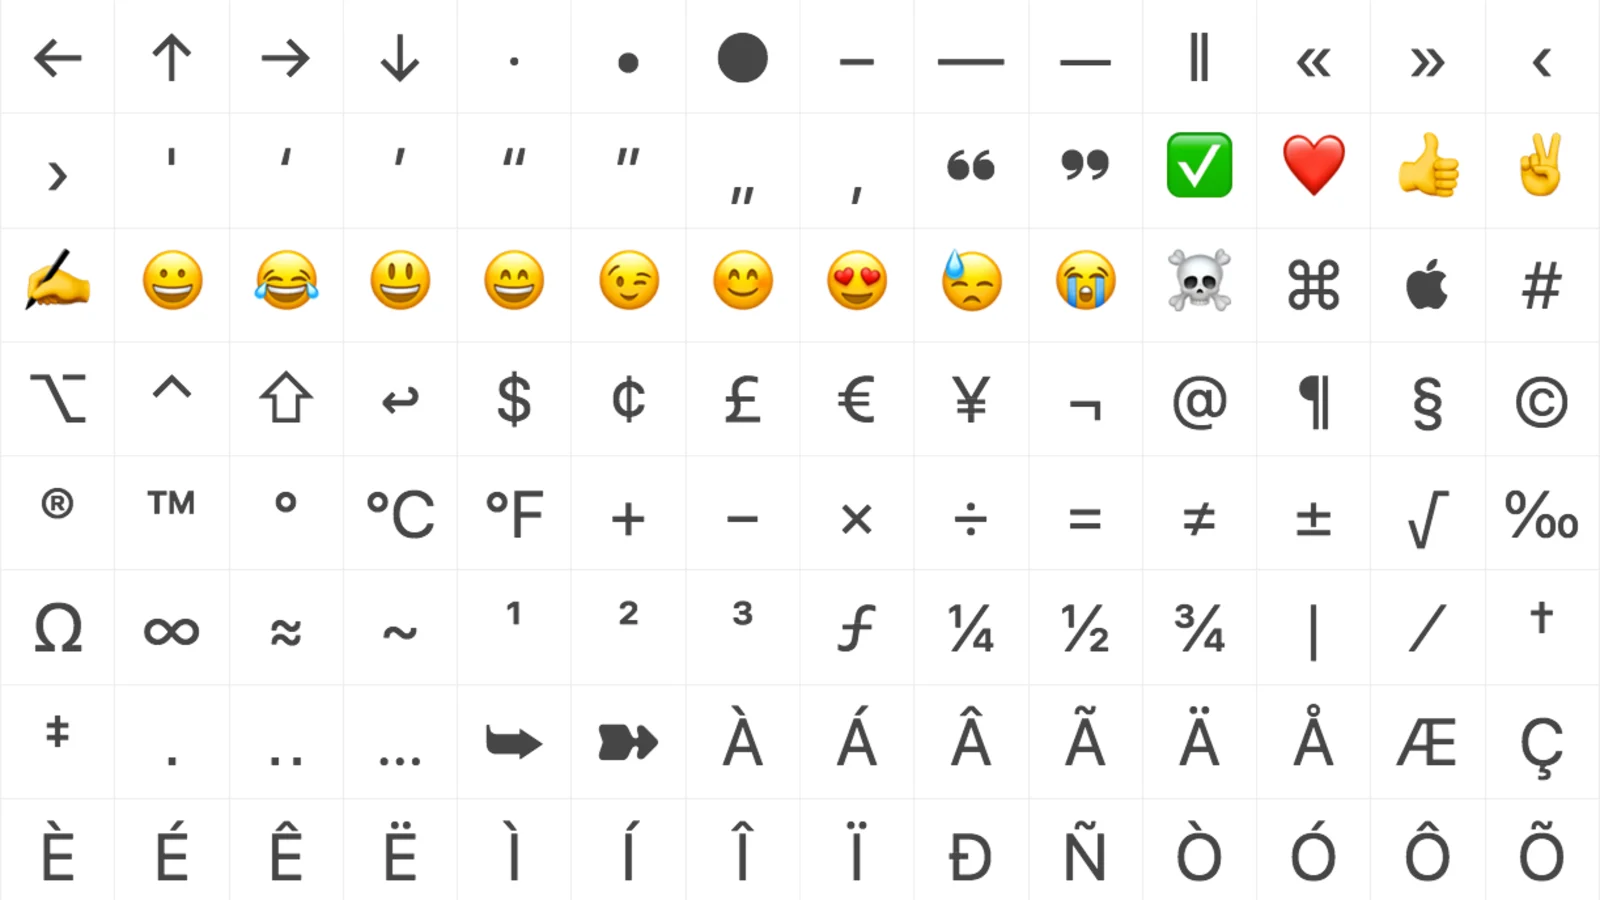 ← ↑ → ↓ · • ● – — — ‖ « » ‹
› ' ‘ ’ “ ” „ ‚ ❝ ❞ ✅ ❤️ 👍 ✌️
✍️ 😀 😂 😃 😄 😉 😊 😍 😓 😭 ☠️ ⌘  #
⌥ ^ ⇧ ↩ $ ¢ £ € ¥ ¬ @ ¶ § ©
® ™ ° °C °F + − × ÷ = ≠ ± √ ‰
Ω ∞ ≈ ~ ¹ ² ³ ƒ ¼ ½ ¾ | ⁄ †
‡ . ‥ … ➥ ➽ À Á Â Ã Ä Å Æ Ç
È É Ê Ë Ì Í Î Ï Ð Ñ Ò Ó Ô Õ